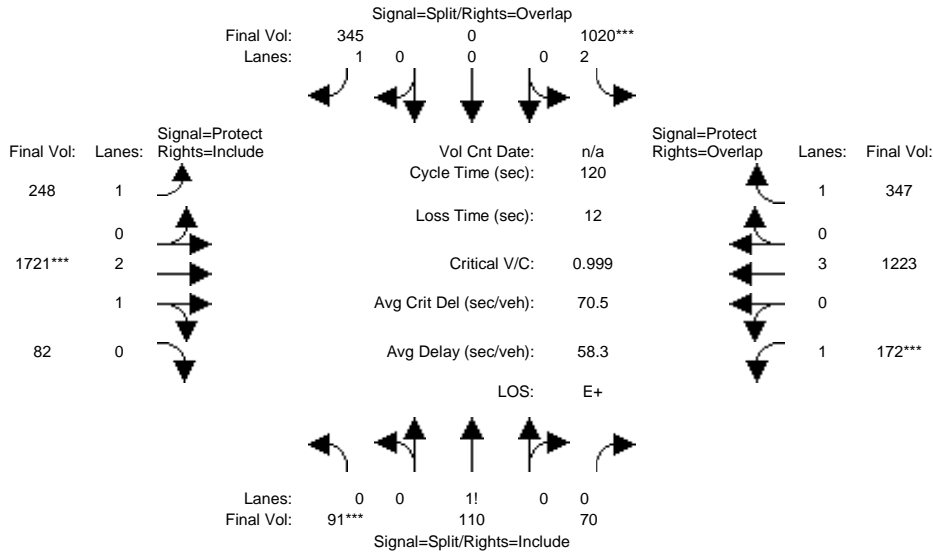 Signal=Split/Rights=Overlap
Final Vol: 345 0 1020***
Lanes: 1 0 0 0 2
Signal=Protect
Final Vol: Lanes: Rights=Include
Vol Cnt Date: n/a
Signal=Protect
Rights=Overlap Lanes: Final Vol:
Cycle Time (sec): 120
248 1
1 347
Loss Time (sec): 12
0
0
1721*** 2
Critical V/C: 0.999
3 1223
1
Avg Crit Del (sec/veh): 70.5
0
82 0
Avg Delay (sec/veh): 58.3
1 172***
LOS: E+
Lanes: 0 0 1! 0 0
Final Vol: 91*** 110 70
Signal=Split/Rights=Include